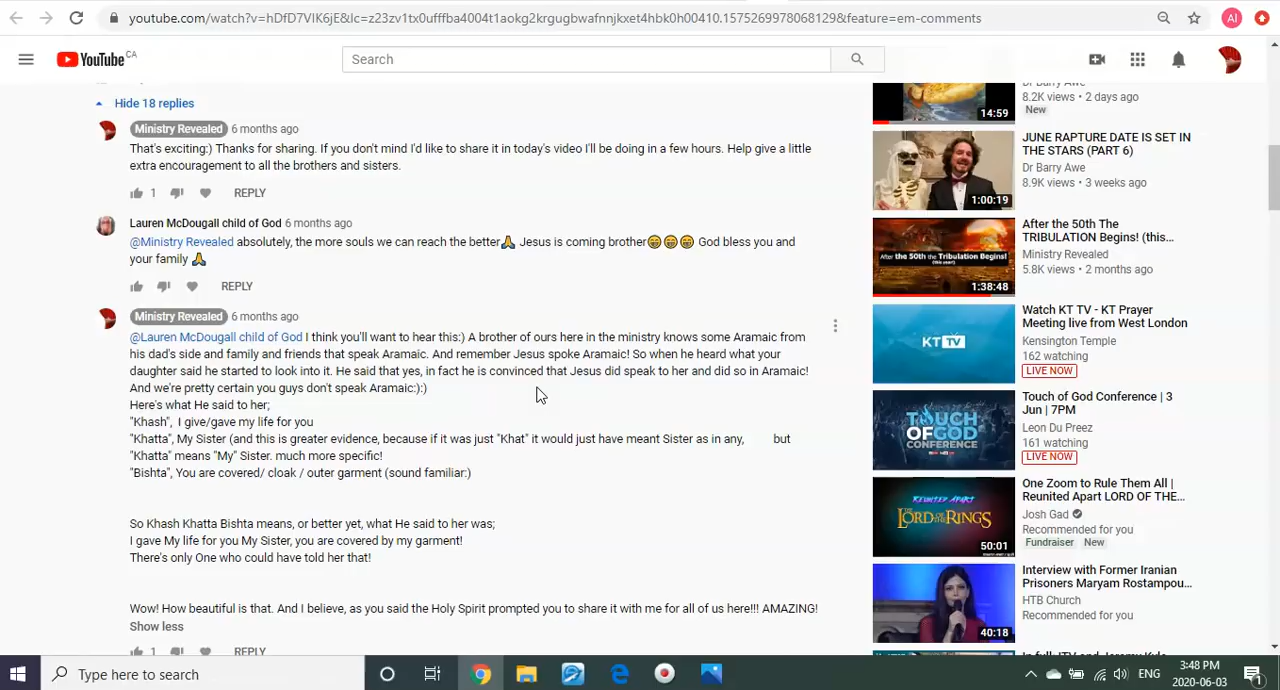 youtube.com/watch?v=hDfD7VIK6jE&lc=z23zv1tx0ufffba4004t1aokg2krgugbwafnnjkxet4hbk0h00410.1575269978068129&feature=em-comments
AI
YouTube CA
Search
Hide 18 replies
Ministry Revealed 6 months ago
That's exciting:) Thanks for sharing. If you don't mind I'd like to share it in today's video I'll be doing in a few hours. Help give a little
extra encouragement to all the brothers and sisters.
1 REPLY
Lauren McDougall child of God 6 months ago
@Ministry Revealed absolutely, the more souls we can reach the better🙏 Jesus is coming brother😁😁😁 God bless you and
your family 🙏
REPLY
Ministry Revealed 6 months ago
@Lauren McDougall child of God I think you'll want to hear this:) A brother of ours here in the ministry knows some Aramaic from
his dad's side and family and friends that speak Aramaic. And remember Jesus spoke Aramaic! So when he heard what your
daughter said he started to look into it. He said that yes, in fact he is convinced that Jesus did speak to her and did so in Aramaic!
And we're pretty certain you guys don't speak Aramaic:):)
Here's what He said to her;
"Khash", I give/gave my life for you
"Khatta", My Sister (and this is greater evidence, because if it was just "Khat" it would just have meant Sister as in any, but
"Khatta" means "My" Sister. much more specific!
"Bishta", You are covered/ cloak / outer garment (sound familiar:)
So Khash Khatta Bishta means, or better yet, what He said to her was;
I gave My life for you My Sister, you are covered by my garment!
There's only One who could have told her that!
Wow! How beautiful is that. And I believe, as you said the Holy Spirit prompted you to share it with me for all of us here!!! AMAZING!
Show less
1 REPLY
Dr Barry Awe
8.2K views • 2 days ago
New
14:59
JUNE RAPTURE DATE IS SET IN
THE STARS (PART 6)
Dr Barry Awe
8.9K views • 3 weeks ago
1:00:19
After the 50th The
TRIBULATION Begins! (this...
Ministry Revealed
5.8K views • 2 months ago
After the 50th the Tribulation Begins!
(this year!)
1:38:48
Watch KT TV - KT Prayer
Meeting live from West London
Kensington Temple
162 watching
LIVE NOW
KT TV
Touch of God Conference | 3
Jun | 7PM
Leon Du Preez
161 watching
LIVE NOW
TOUCH
OF GOD
CONFERENCE
One Zoom to Rule Them All |
Reunited Apart LORD OF THE...
Josh Gad
Recommended for you
Fundraiser New
REUNITED APART
THE LORD OF THE RINGS
50:01
Interview with Former Iranian
Prisoners Maryam Rostampou...
HTB Church
Recommended for you
40:18
Type here to search
ENG
3:48 PM
2020-06-03
1